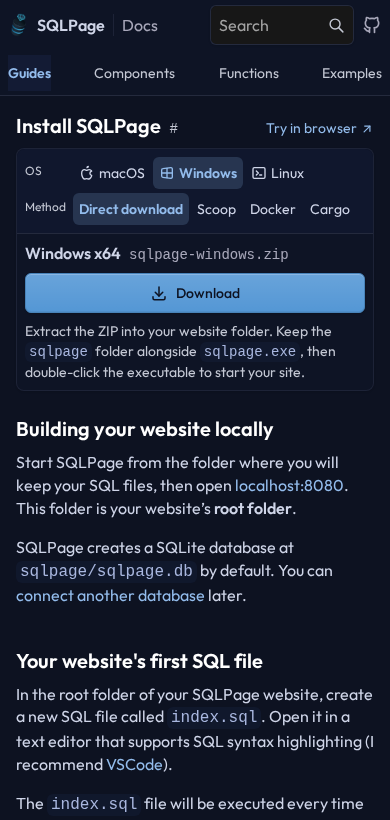 SQLPage Docs Search
Guides Components Functions Examples
Install SQLPage # Try in browser ↗
OS macOS Windows Linux
Method Direct download Scoop Docker Cargo
Windows x64 sqlpage-windows.zip
Download
Extract the ZIP into your website folder. Keep the
sqlpage folder alongside sqlpage.exe, then
double-click the executable to start your site.
Building your website locally
Start SQLPage from the folder where you will
keep your SQL files, then open localhost:8080.
This folder is your website’s root folder.
SQLPage creates a SQLite database at
sqlpage/sqlpage.db by default. You can
connect another database later.
Your website's first SQL file
In the root folder of your SQLPage website, create
a new SQL file called index.sql. Open it in a
text editor that supports SQL syntax highlighting (I
recommend VSCode).
The index.sql file will be executed every time